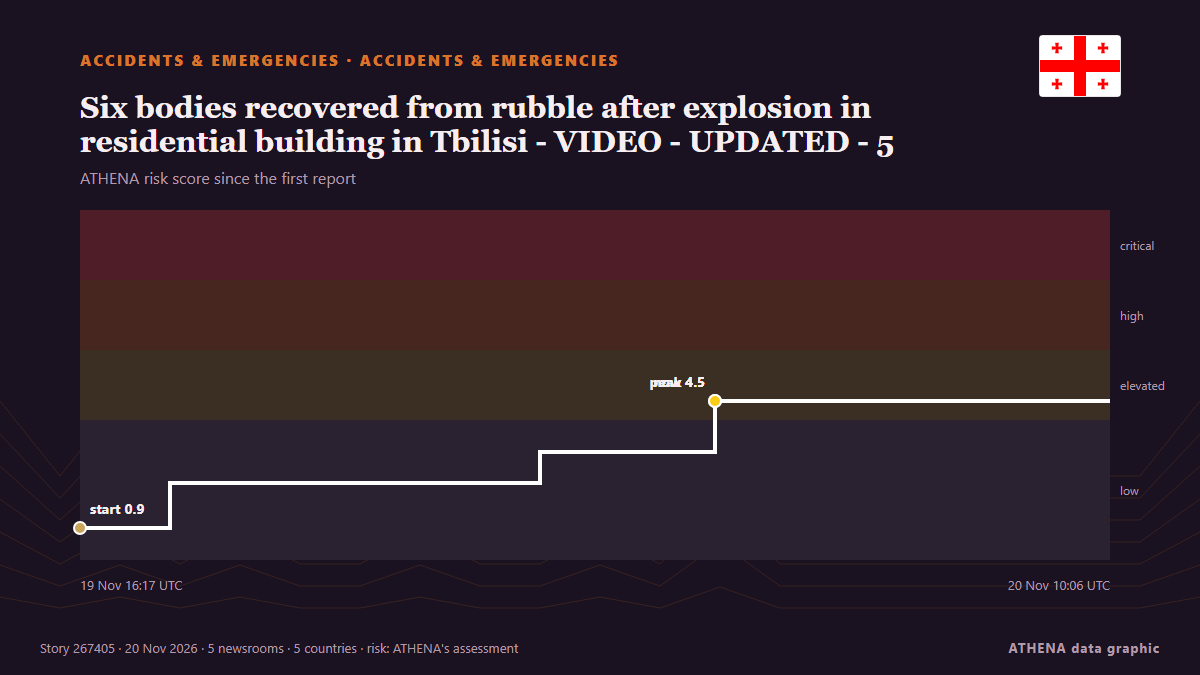 ACCIDENTS & EMERGENCIES · ACCIDENTS & EMERGENCIES
Six bodies recovered from rubble after explosion in
residential building in Tbilisi - VIDEO - UPDATED - 5
ATHENA risk score since the first report
critical
high
peak 4.5
elevated
low
start 0.9
19 Nov 16:17 UTC
20 Nov 10:06 UTC
Story 267405 · 20 Nov 2026 · 5 newsrooms · 5 countries · risk: ATHENA's assessment
ATHENA data graphic